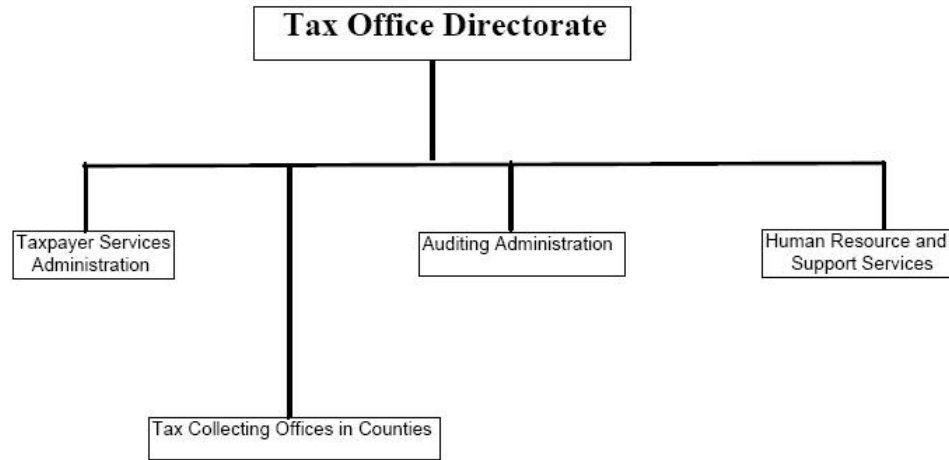 Tax Office Directorate
Taxpayer Services
Administration
Auditing Administration
Human Resource and
Support Services
Tax Collecting Offices in Counties